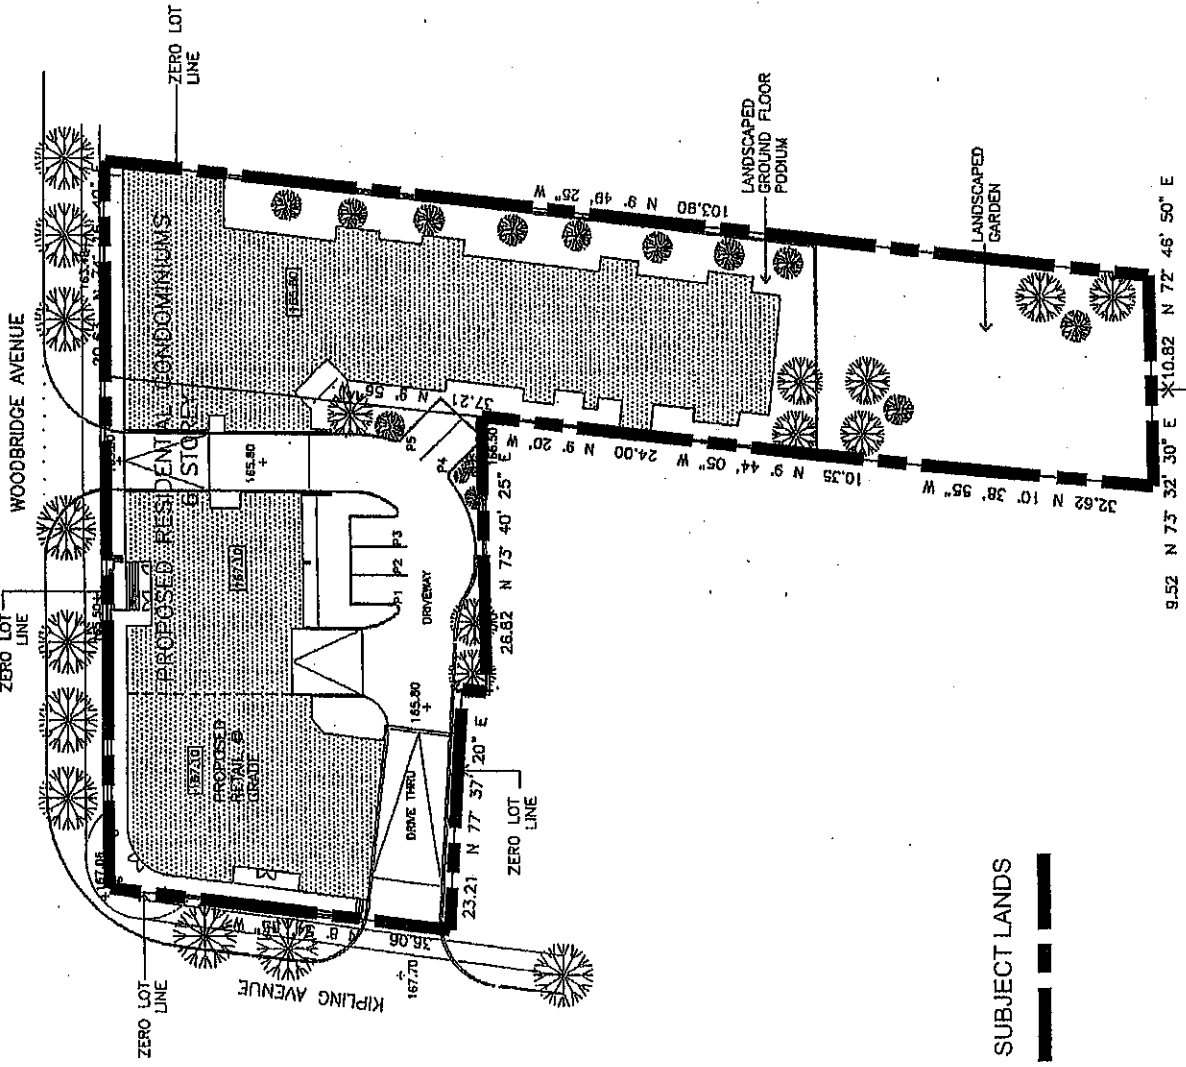 WOODBRIDGE AVENUE
ZERO LOT
LINE
ZERO LOT
LINE
ZERO LOT
LINE
ZERO LOT
LINE
KIPLING AVENUE
PROPOSED RESIDENTIAL CONDOMINIUMS
6 STOREY
PROPOSED
RETAIL @
GRADE
167.10
167.10
165.80
165.80
167.70
P1
P2
P3
P4
P5
DRIVEWAY
DRIVE THRU
36.06
23.21 N 77° 37' 20" E
26.82 N 73° 40' 25" E
37.21 N 9°
24.00 N 9° 20'
10.35 N 9° 44' 05" W
32.62 N 10° 38' 55" W
9.52 N 73° 32' 30" E
10.82 N 72° 46' 50" E
103.80 N 9° 49' 25" W
LANDSCAPED
GROUND FLOOR
PODIUM
LANDSCAPED
GARDEN
SUBJECT LANDS